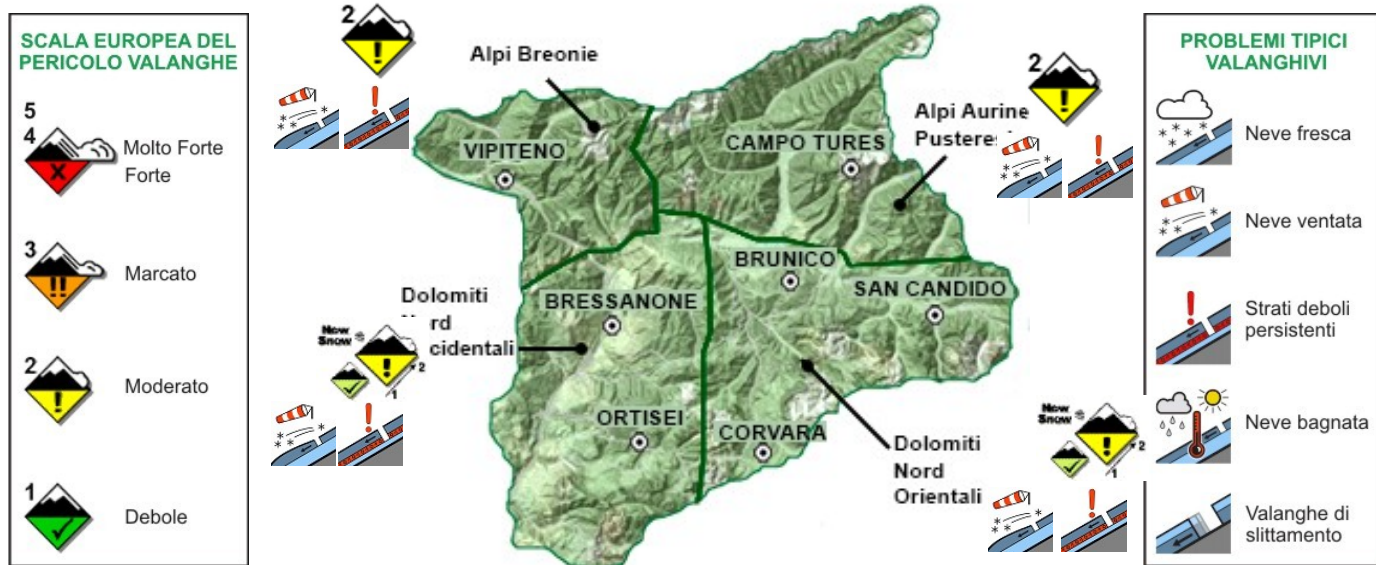 SCALA EUROPEA DEL
PERICOLO VALANGHE
5
4
Molto Forte
Forte
3
Marcato
2
Moderato
1
Debole
2
Alpi Breonie
VIPITENO
2
Alpi Aurine
CAMPO TURES
BRUNICO
SAN CANDIDO
BRESSANONE
ORTISEI
CORVARA
Dolomiti
New
Snow
2
1
Dolomiti
Nord
Orientali
New
Snow
2
1
PROBLEMI TIPICI
VALANGHIVI
Neve fresca
Neve ventata
Strati deboli
persistenti
Neve bagnata
Valanghe di
slittamento